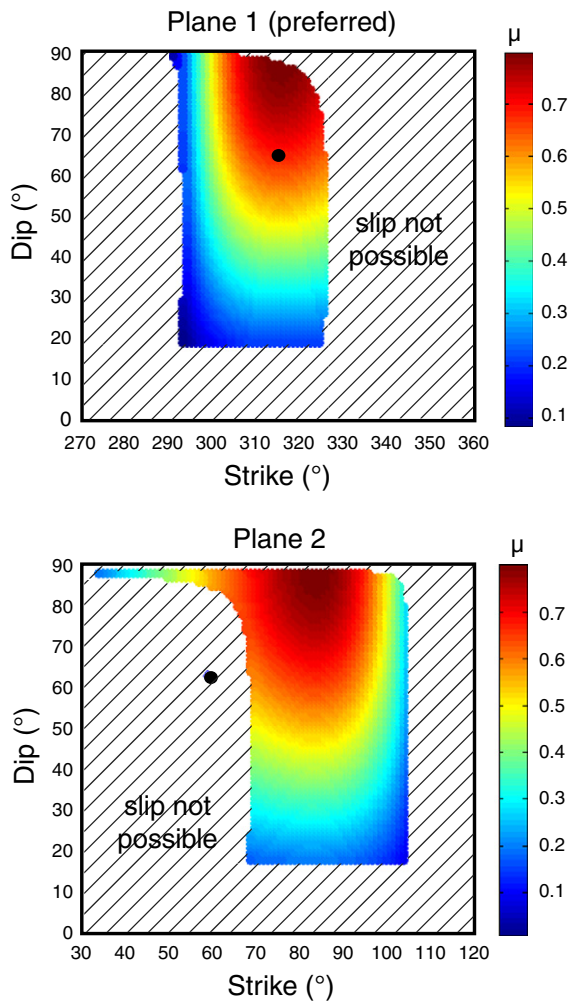 Plane 1 (preferred)
μ
90
80
70
60
50
40
30
20
10
0
Dip (°)
slip not
possible
0.7
0.6
0.5
0.4
0.3
0.2
0.1
270 280 290 300 310 320 330 340 350 360
Strike (°)
Plane 2
μ
90
80
70
60
50
40
30
20
10
0
Dip (°)
slip not
possible
0.7
0.6
0.5
0.4
0.3
0.2
0.1
30 40 50 60 70 80 90 100 110 120
Strike (°)